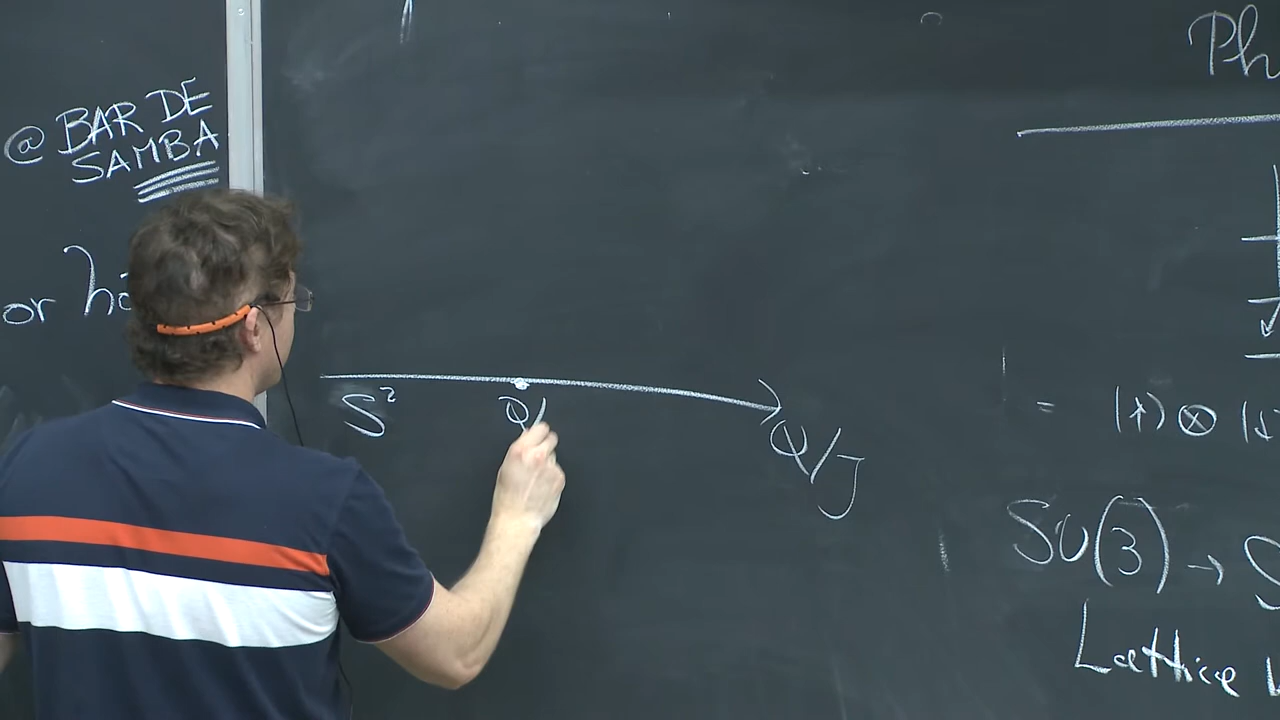 @ BAR DE
SAMBA
or
S²
Q/
Q/J
Ph
= |↑⟩ ⊗ |↓
SU(3) →
Lattice